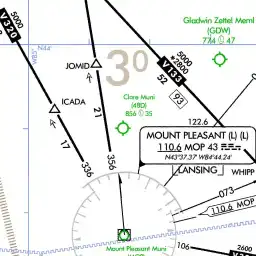 Gladwin Zettel Meml
(GDW)
774 47
5000
V320
5000
*2800
V133
N44°
W85°
JOMID
30
52
93
ICADA
21
Clare Muni
(48D)
856 35
122.6
17
336
356
MOUNT PLEASANT (L) (L)
110.6 MOP 43
N43°37.37' W84°44.24'
LANSING
WHIPP
073
110.6 MOP
Mount Pleasant Muni
106